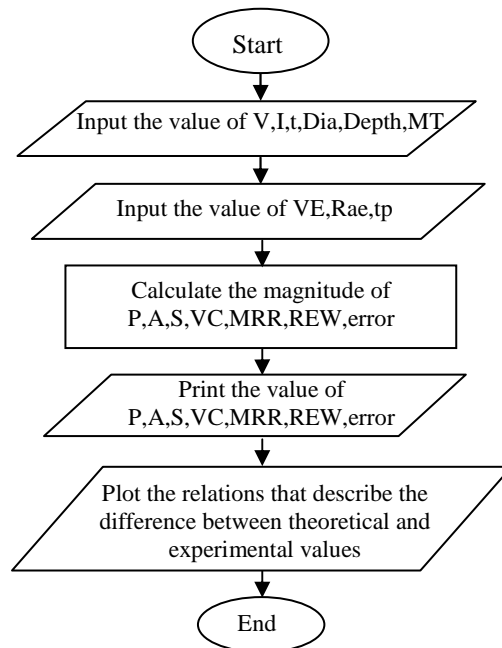 Start
Input the value of V,I,t,Dia,Depth,MT
Input the value of VE,Rae,tp
Calculate the magnitude of
P,A,S,VC,MRR,REW,error
Print the value of
P,A,S,VC,MRR,REW,error
Plot the relations that describe the
difference between theoretical and
experimental values
End